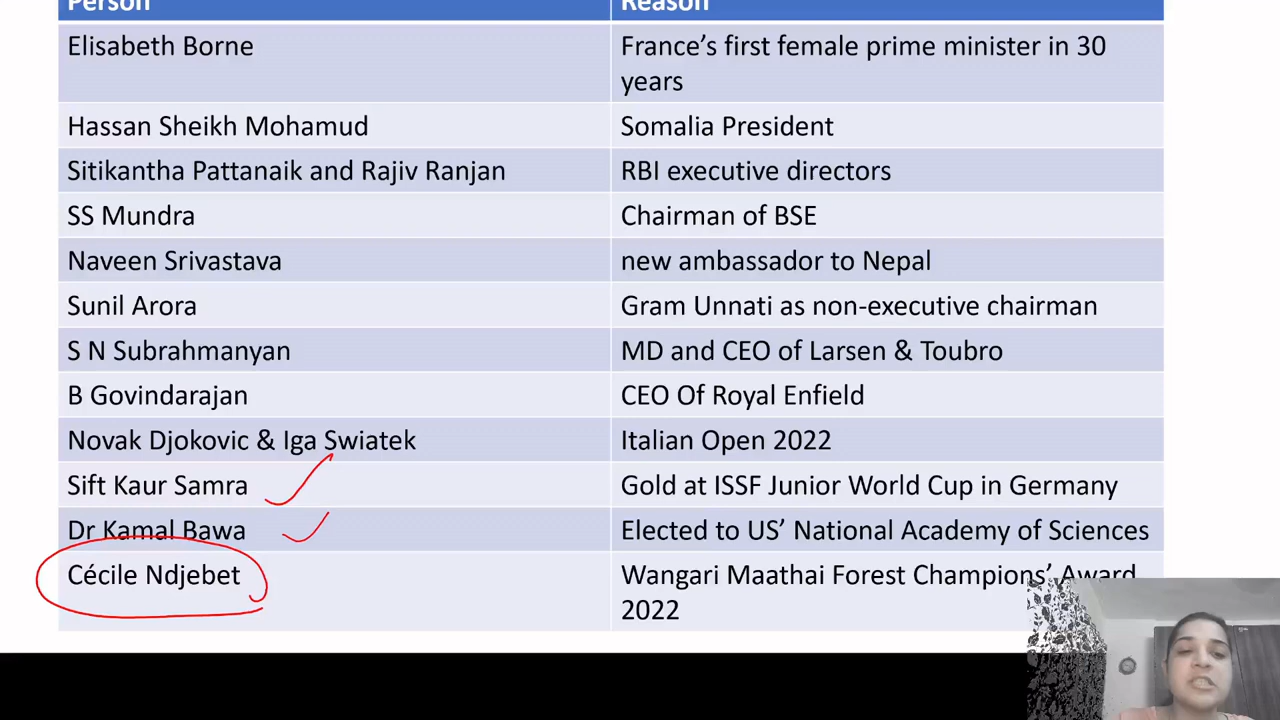 Person Reason
Elisabeth Borne France’s first female prime minister in 30
years
Hassan Sheikh Mohamud Somalia President
Sitikantha Pattanaik and Rajiv Ranjan RBI executive directors
SS Mundra Chairman of BSE
Naveen Srivastava new ambassador to Nepal
Sunil Arora Gram Unnati as non-executive chairman
S N Subrahmanyan MD and CEO of Larsen & Toubro
B Govindarajan CEO Of Royal Enfield
Novak Djokovic & Iga Swiatek Italian Open 2022
Sift Kaur Samra Gold at ISSF Junior World Cup in Germany
Dr Kamal Bawa Elected to US’ National Academy of Sciences
Cécile Ndjebet Wangari Maathai Forest Champions’ Award
2022